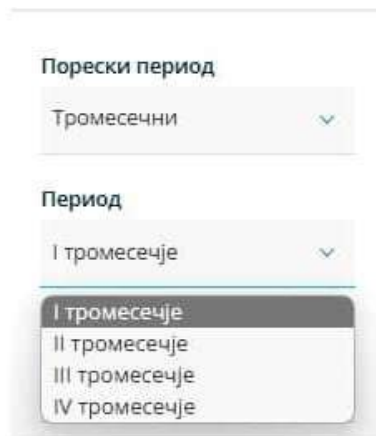 Порески период
Тромесечни
Период
I тромесечје
I тромесечје
II тромесечје
III тромесечје
IV тромесечје